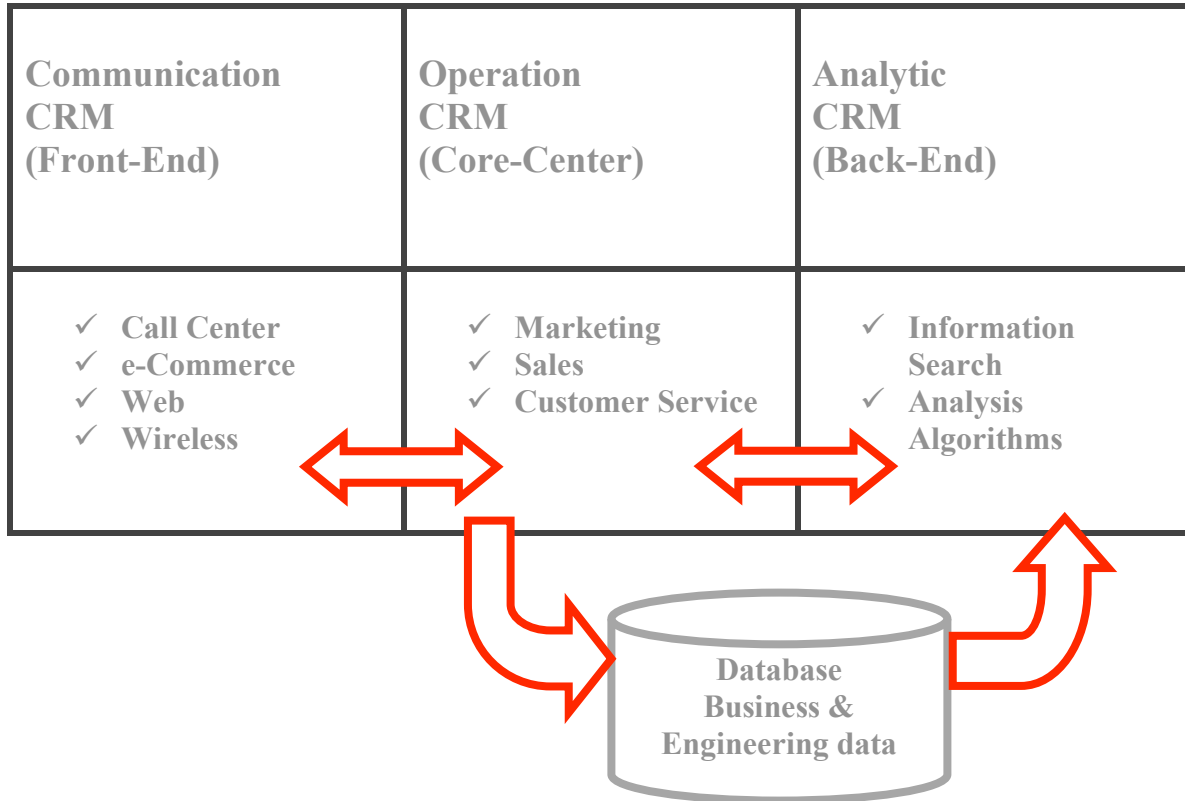 Communication
CRM
(Front-End)
Operation
CRM
(Core-Center)
Analytic
CRM
(Back-End)
✓ Call Center
✓ e-Commerce
✓ Web
✓ Wireless
✓ Marketing
✓ Sales
✓ Customer Service
✓ Information
Search
✓ Analysis
Algorithms
Database
Business &
Engineering data